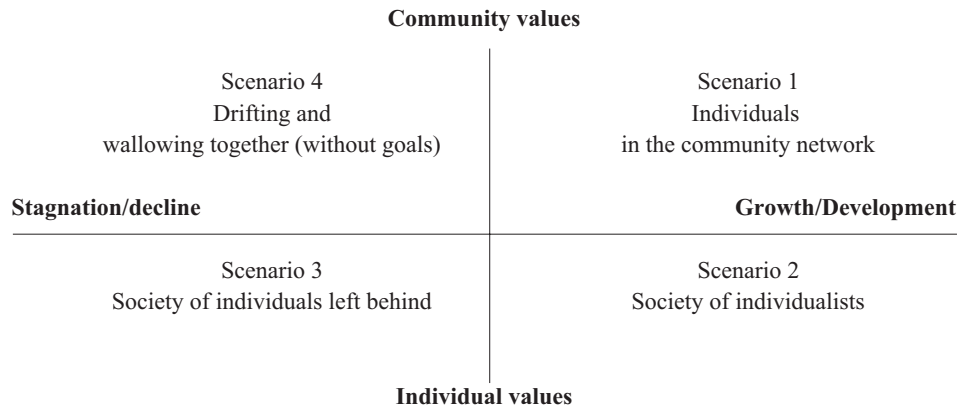 Community values
Scenario 4
Drifting and
wallowing together (without goals)
Scenario 1
Individuals
in the community network
Stagnation/decline
Growth/Development
Scenario 3
Society of individuals left behind
Scenario 2
Society of individualists
Individual values